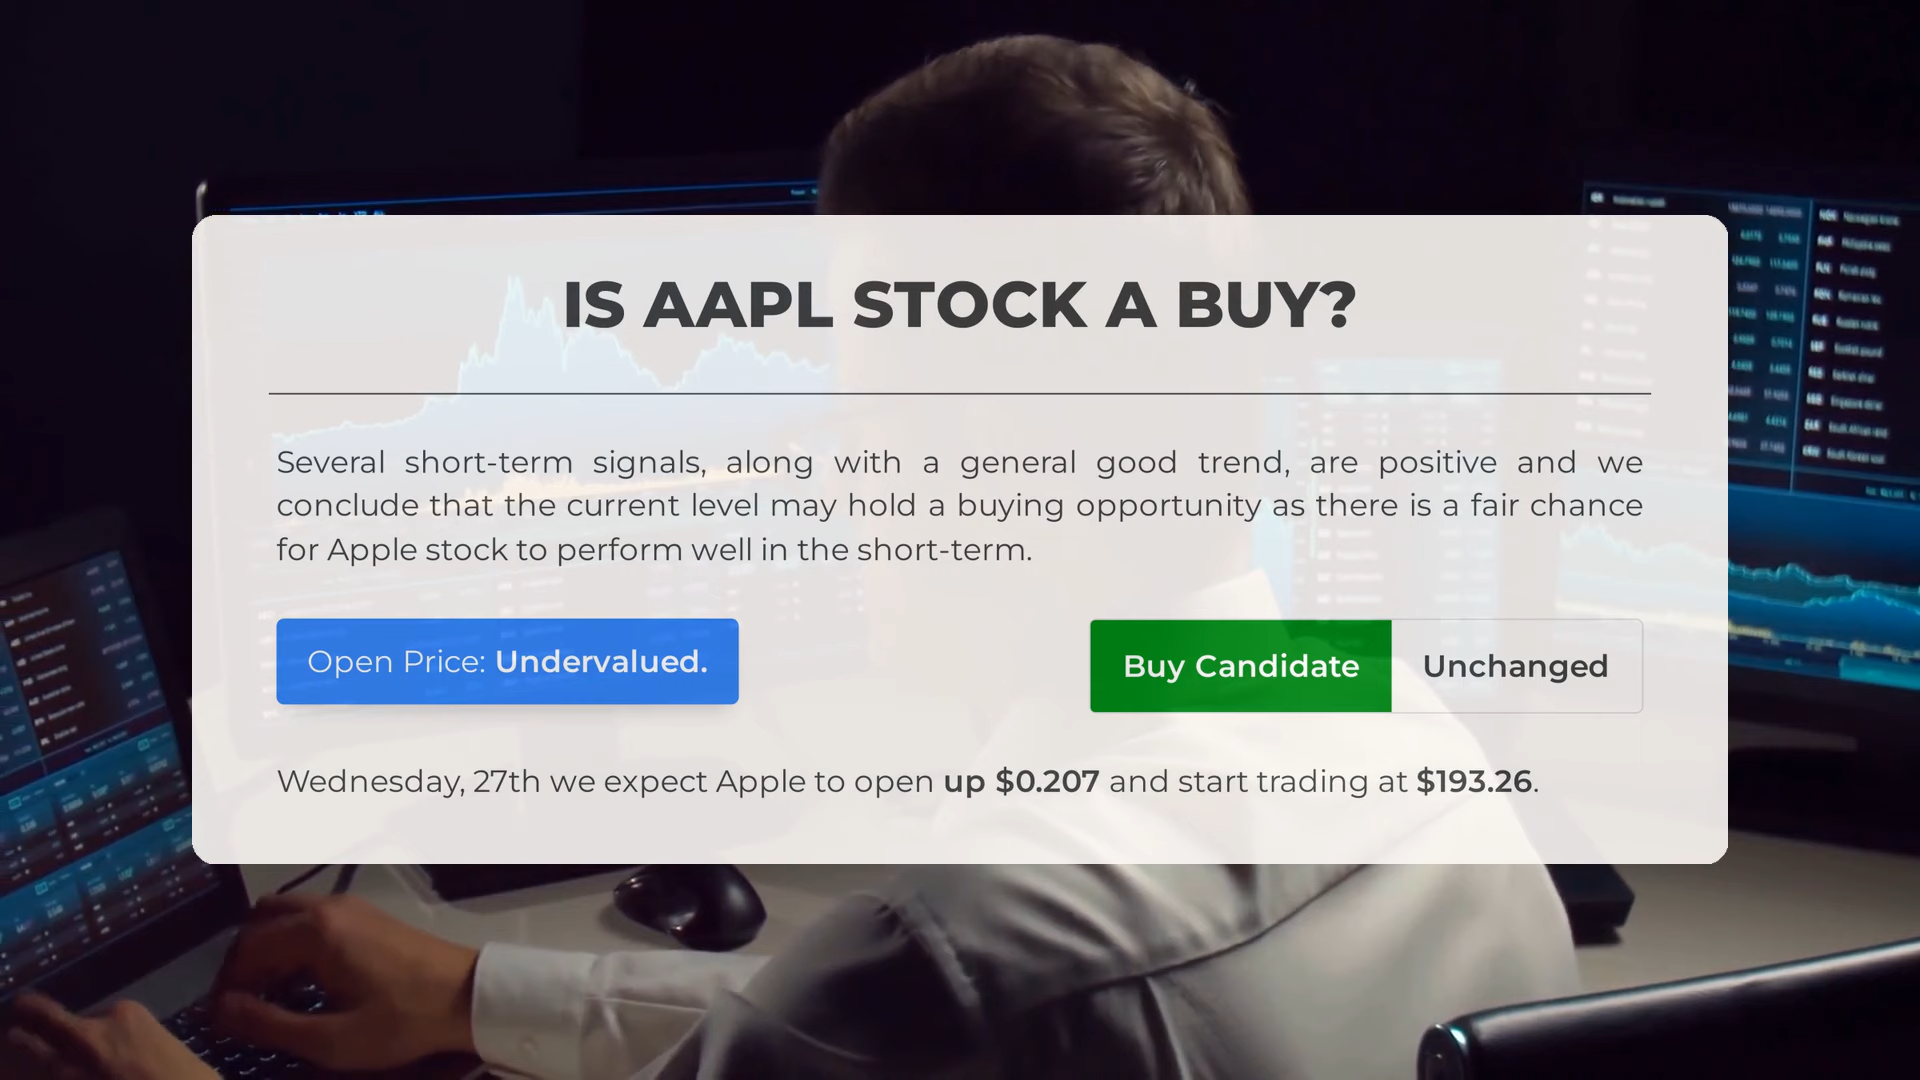 IS AAPL STOCK A BUY?
Several short-term signals, along with a general good trend, are positive and we
conclude that the current level may hold a buying opportunity as there is a fair chance
for Apple stock to perform well in the short-term.
Open Price: Undervalued.
Buy Candidate Unchanged
Wednesday, 27th we expect Apple to open up $0.207 and start trading at $193.26.